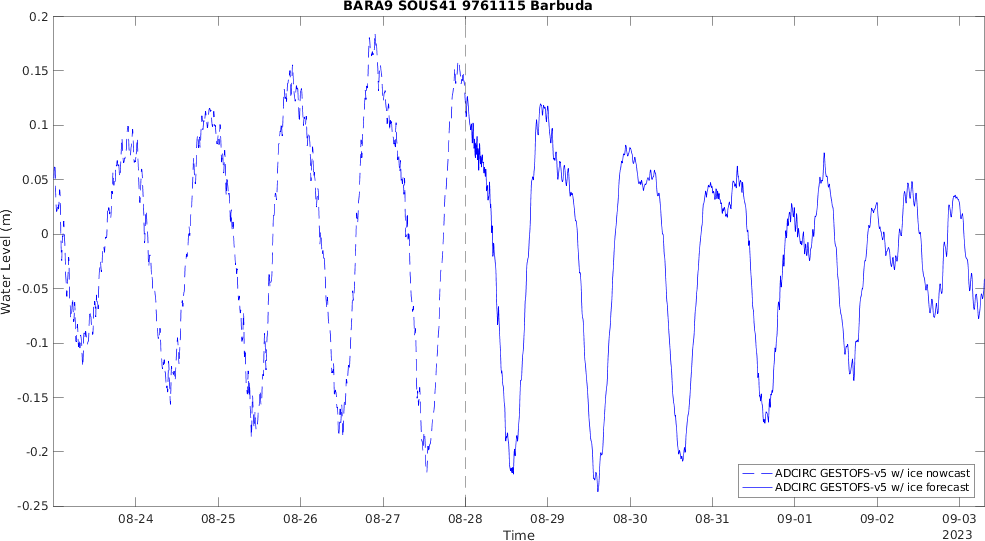 BARA9 SOUS41 9761115 Barbuda
0.2
0.15
0.1
0.05
0
-0.05
-0.1
-0.15
-0.2
-0.25
Water Level (m)
ADCIRC GESTOFS-v5 w/ ice nowcast
ADCIRC GESTOFS-v5 w/ ice forecast
08-24 08-25 08-26 08-27 08-28 08-29 08-30 08-31 09-01 09-02 09-03
Time
2023